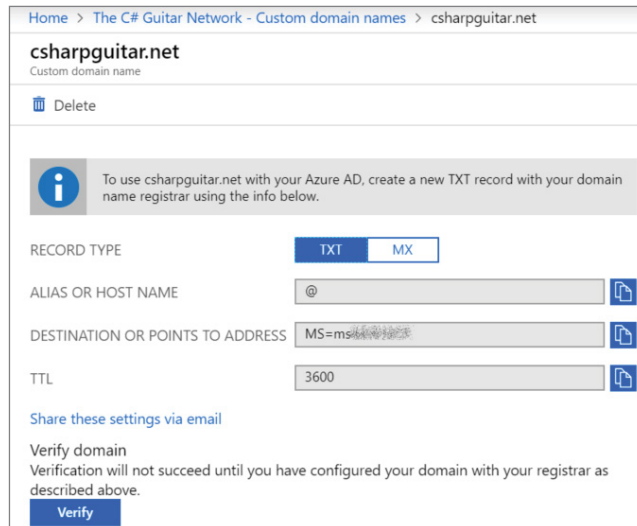 Home > The C# Guitar Network - Custom domain names > csharpguitar.net
csharpguitar.net
Custom domain name
Delete
To use csharpguitar.net with your Azure AD, create a new TXT record with your domain
name registrar using the info below.
RECORD TYPE
TXT
MX
ALIAS OR HOST NAME
@
DESTINATION OR POINTS TO ADDRESS
MS=ms
TTL
3600
Share these settings via email
Verify domain
Verification will not succeed until you have configured your domain with your registrar as
described above.
Verify